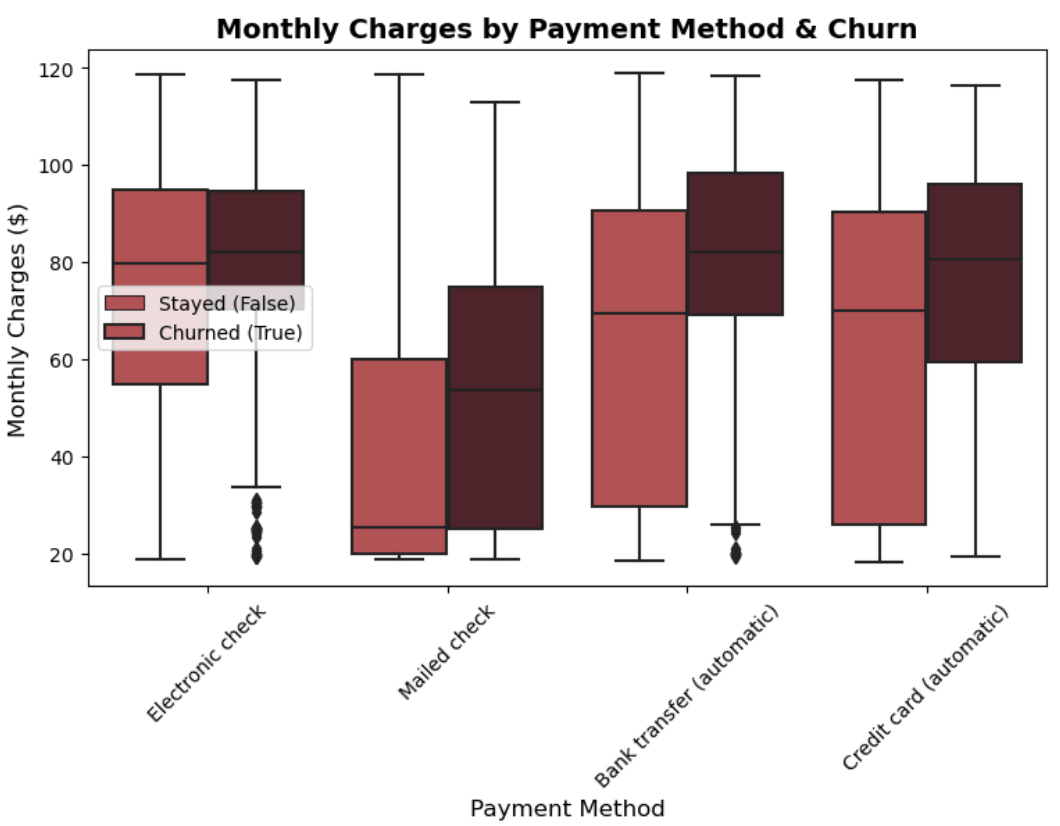 Monthly Charges by Payment Method & Churn
Monthly Charges ($)
120
100
80
60
40
20
Stayed (False)
Churned (True)
Electronic check
Mailed check
Bank transfer (automatic)
Credit card (automatic)
Payment Method